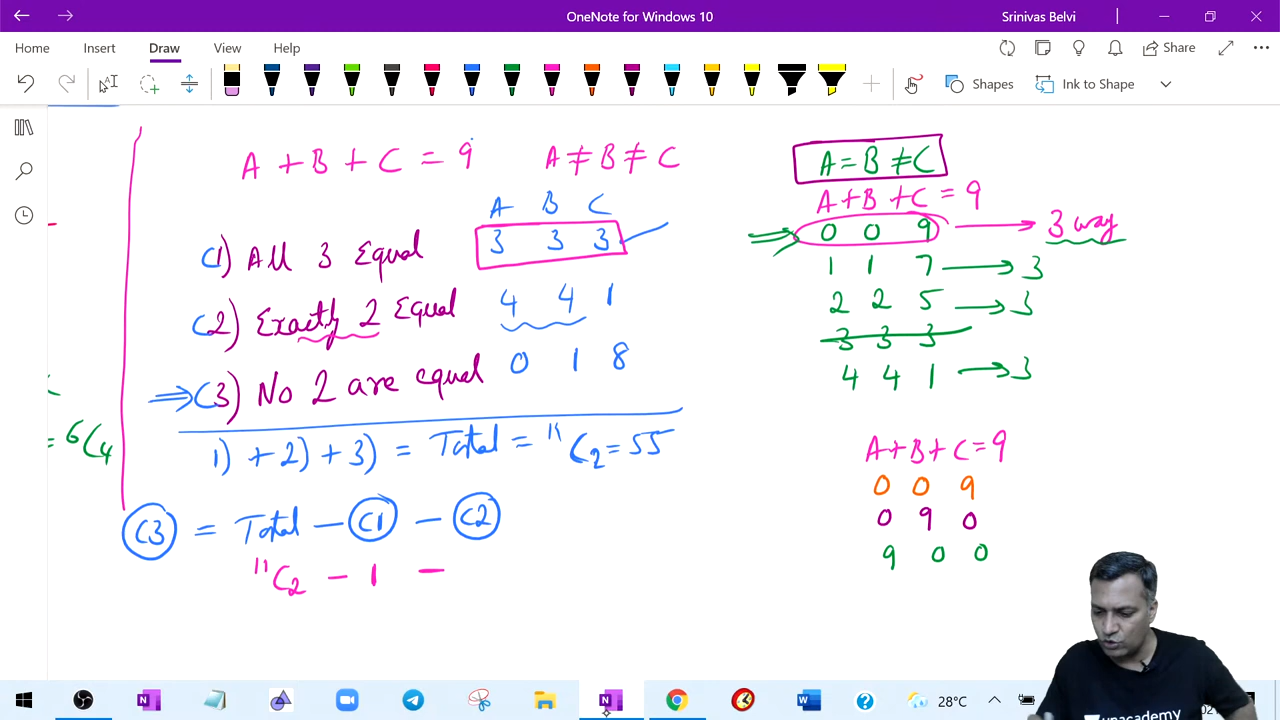 OneNote for Windows 10
Srinivas Belvi
Home Insert Draw View Help
Share
Shapes Ink to Shape
A + B + C = 9 A ≠ B ≠ C
A B C
C1) All 3 Equal 3 3 3
C2) Exactly 2 Equal 4 4 1
⇒ C3) No 2 are equal 0 1 8
1) + 2) + 3) = Total = ¹¹C₂ = 55
C3 = Total − C1 − C2
¹¹C₂ − 1 −
= ⁶C₄
A = B ≠ C
A + B + C = 9
⇒ 0 0 9 → 3 way
1 1 7 → 3
2 2 5 → 3
3 3 3
4 4 1 → 3
A + B + C = 9
0 0 9
0 9 0
9 0 0
unacademy
28°C